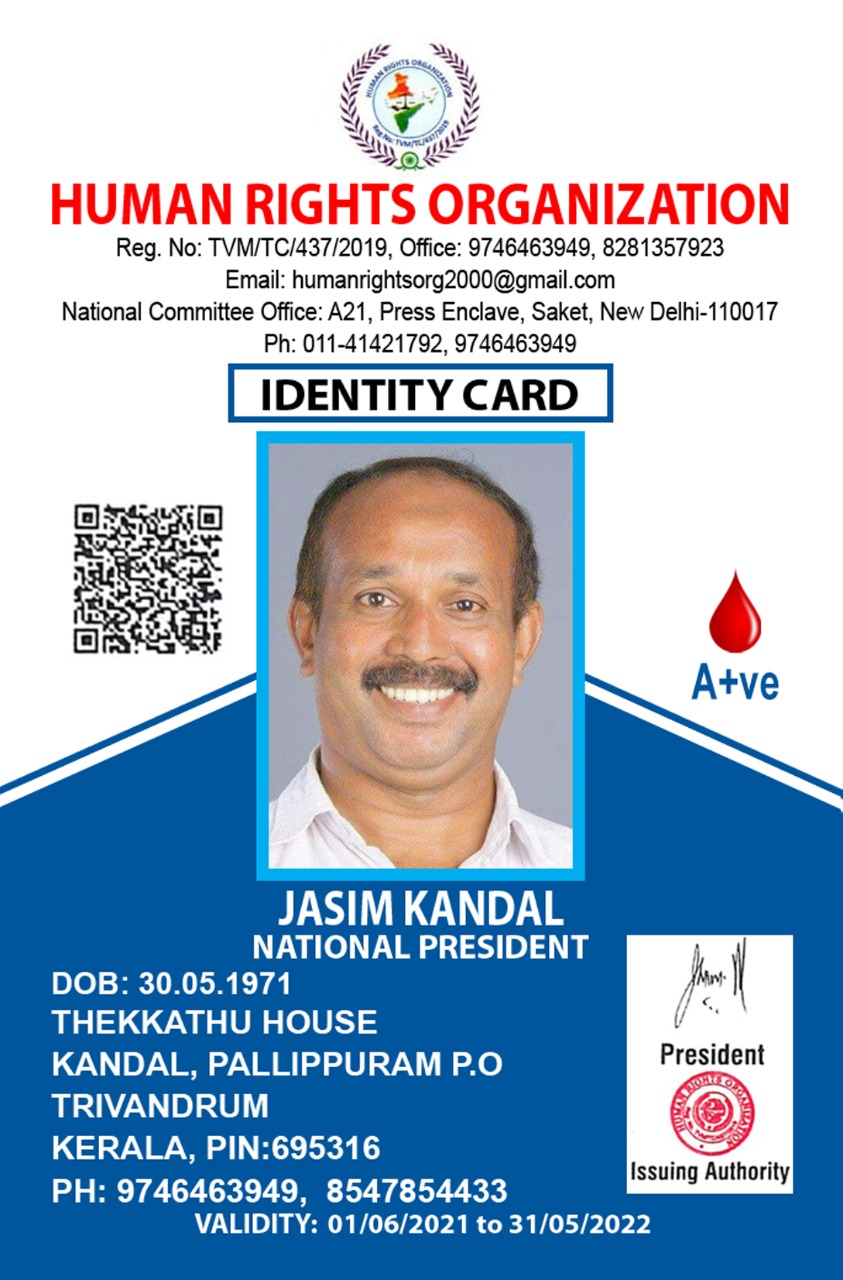 HUMAN RIGHTS ORGANIZATION
Reg. No: TVM/TC/437/2019
HUMAN RIGHTS ORGANIZATION
Reg. No: TVM/TC/437/2019, Office: 9746463949, 8281357923
Email: humanrightsorg2000@gmail.com
National Committee Office: A21, Press Enclave, Saket, New Delhi-110017
Ph: 011-41421792, 9746463949
IDENTITY CARD
A+ve
JASIM KANDAL
NATIONAL PRESIDENT
DOB: 30.05.1971
THEKKATHU HOUSE
KANDAL, PALLIPPURAM P.O
TRIVANDRUM
KERALA, PIN:695316
PH: 9746463949, 8547854433
President
HUMAN RIGHTS ORGANIZATION
Issuing Authority
VALIDITY: 01/06/2021 to 31/05/2022